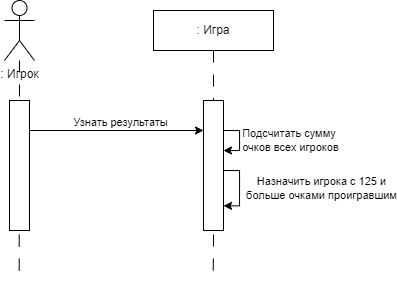 : Игра
: Игрок
Узнать результаты
Подсчитать сумму
очков всех игроков
Назначить игрока с 125 и
больше очками проигравшим